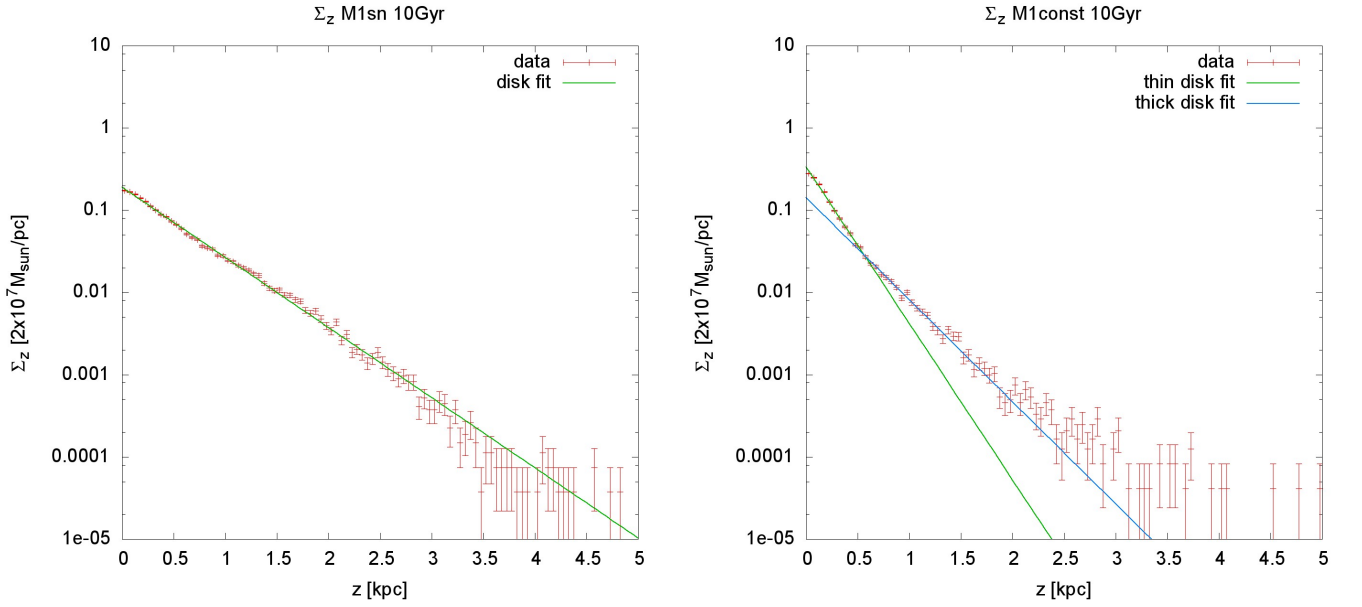 Σz M1sn 10Gyr
10
1
0.1
0.01
0.001
0.0001
1e-05
Σz [2x10^7 Msun/pc]
data
disk fit
0 0.5 1 1.5 2 2.5 3 3.5 4 4.5 5
z [kpc]
Σz M1const 10Gyr
10
1
0.1
0.01
0.001
0.0001
1e-05
Σz [2x10^7 Msun/pc]
data
thin disk fit
thick disk fit
0 0.5 1 1.5 2 2.5 3 3.5 4 4.5 5
z [kpc]